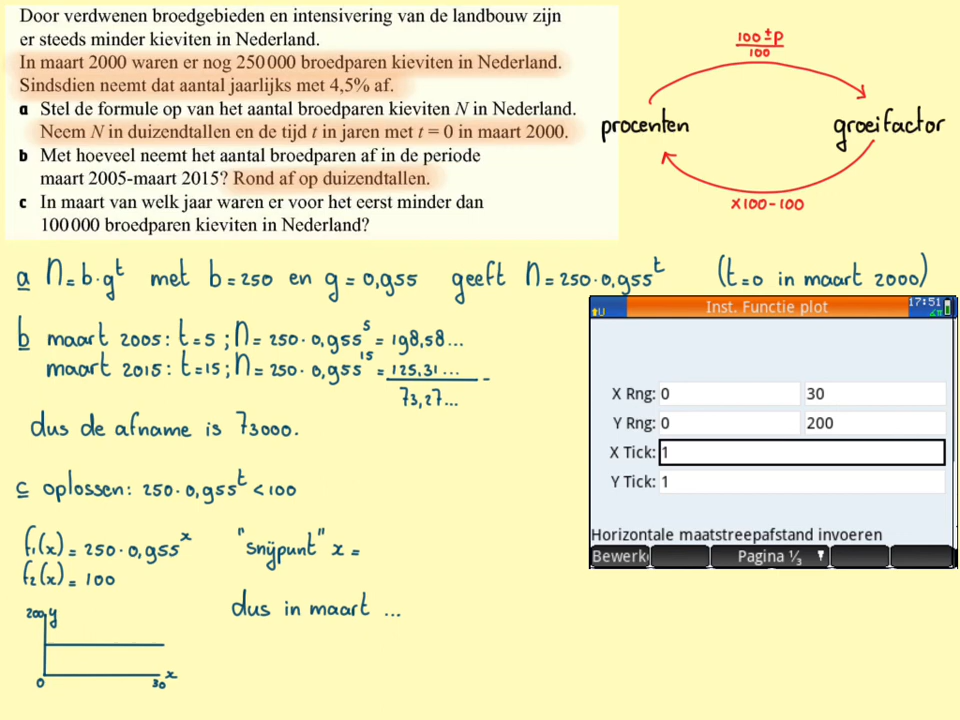 Door verdwenen broedgebieden en intensivering van de landbouw zijn
er steeds minder kieviten in Nederland.
In maart 2000 waren er nog 250 000 broedparen kieviten in Nederland.
Sindsdien neemt dat aantal jaarlijks met 4,5% af.
a Stel de formule op van het aantal broedparen kieviten N in Nederland.
Neem N in duizendtallen en de tijd t in jaren met t = 0 in maart 2000.
b Met hoeveel neemt het aantal broedparen af in de periode
maart 2005-maart 2015? Rond af op duizendtallen.
c In maart van welk jaar waren er voor het eerst minder dan
100 000 broedparen kieviten in Nederland?
100 ± p
100
procenten
groeifactor
x100-100
a N = b·g^t met b = 250 en g = 0,955 geeft N = 250·0,955^t (t=0 in maart 2000)
b maart 2005: t=5 ; N = 250·0,955^5 = 198,58...
maart 2015: t=15; N = 250·0,955^15 = 125,31... -
73,27...
dus de afname is 73000.
c oplossen: 250·0,955^t < 100
f1(x) = 250·0,955^x
f2(x) = 100
"snijpunt" x =
dus in maart ...
200 y
0 30 x
U Inst. Functie plot 17:51
X Rng: 0 30
Y Rng: 0 200
X Tick: 1
Y Tick: 1
Horizontale maatstreepafstand invoeren
Bewerk Pagina ⅓